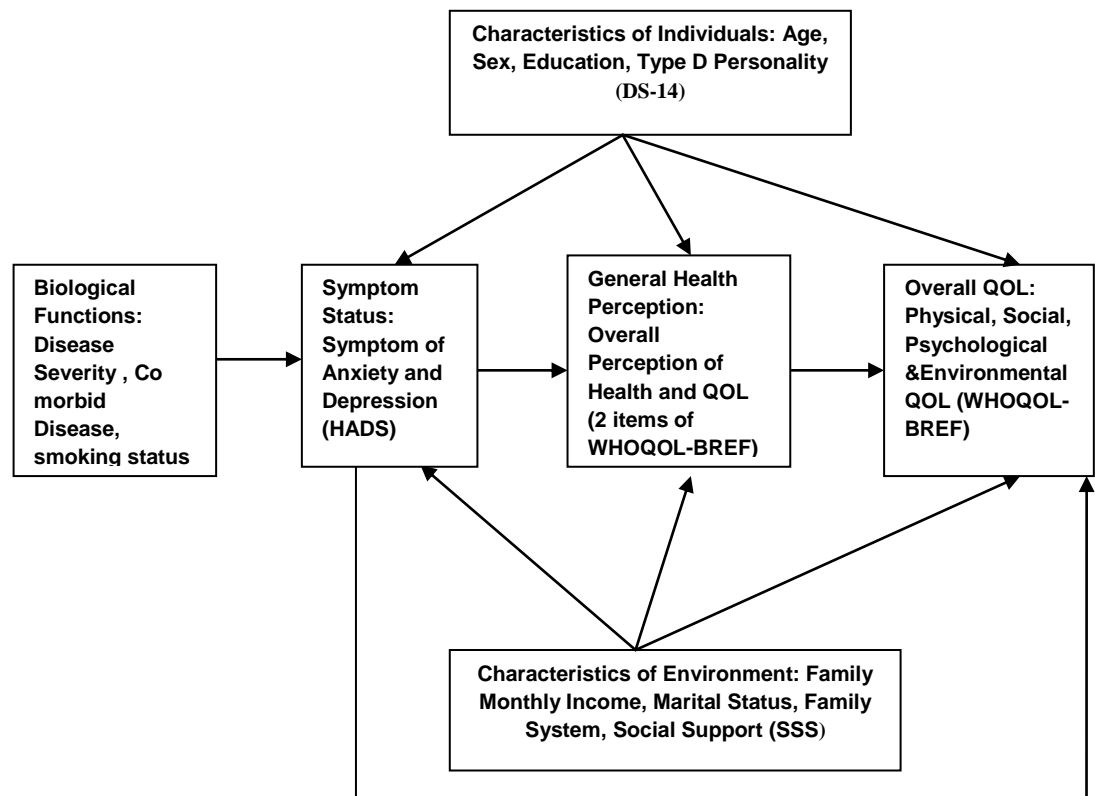 Characteristics of Individuals: Age,
Sex, Education, Type D Personality
(DS-14)
Biological
Functions:
Disease
Severity , Co
morbid
Disease,
smoking status
Symptom
Status:
Symptom of
Anxiety and
Depression
(HADS)
General Health
Perception:
Overall
Perception of
Health and QOL
(2 items of
WHOQOL-BREF)
Overall QOL:
Physical, Social,
Psychological
&Environmental
QOL (WHOQOL-
BREF)
Characteristics of Environment: Family
Monthly Income, Marital Status, Family
System, Social Support (SSS)